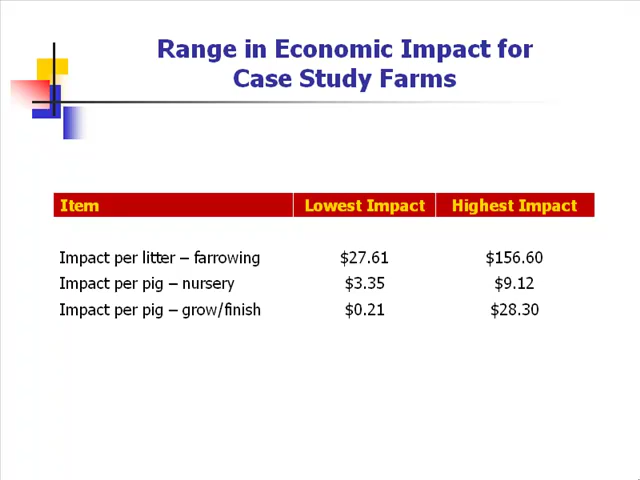 Range in Economic Impact for
Case Study Farms
Item Lowest Impact Highest Impact
Impact per litter – farrowing $27.61 $156.60
Impact per pig – nursery $3.35 $9.12
Impact per pig – grow/finish $0.21 $28.30